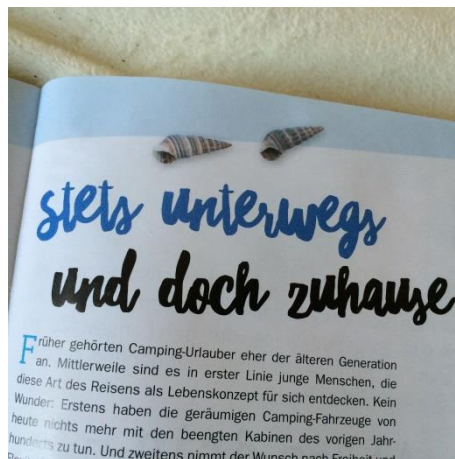 stets unterwegs
und doch zuhause
Früher gehörten Camping-Urlauber eher der älteren Generation
an. Mittlerweile sind es in erster Linie junge Menschen, die
diese Art des Reisens als Lebenskonzept für sich entdecken. Kein
Wunder: Erstens haben die geräumigen Camping-Fahrzeuge von
heute nichts mehr mit den beengten Kabinen des vorigen Jahr-
hunderts zu tun. Und zweitens nimmt der Wunsch nach Freiheit und